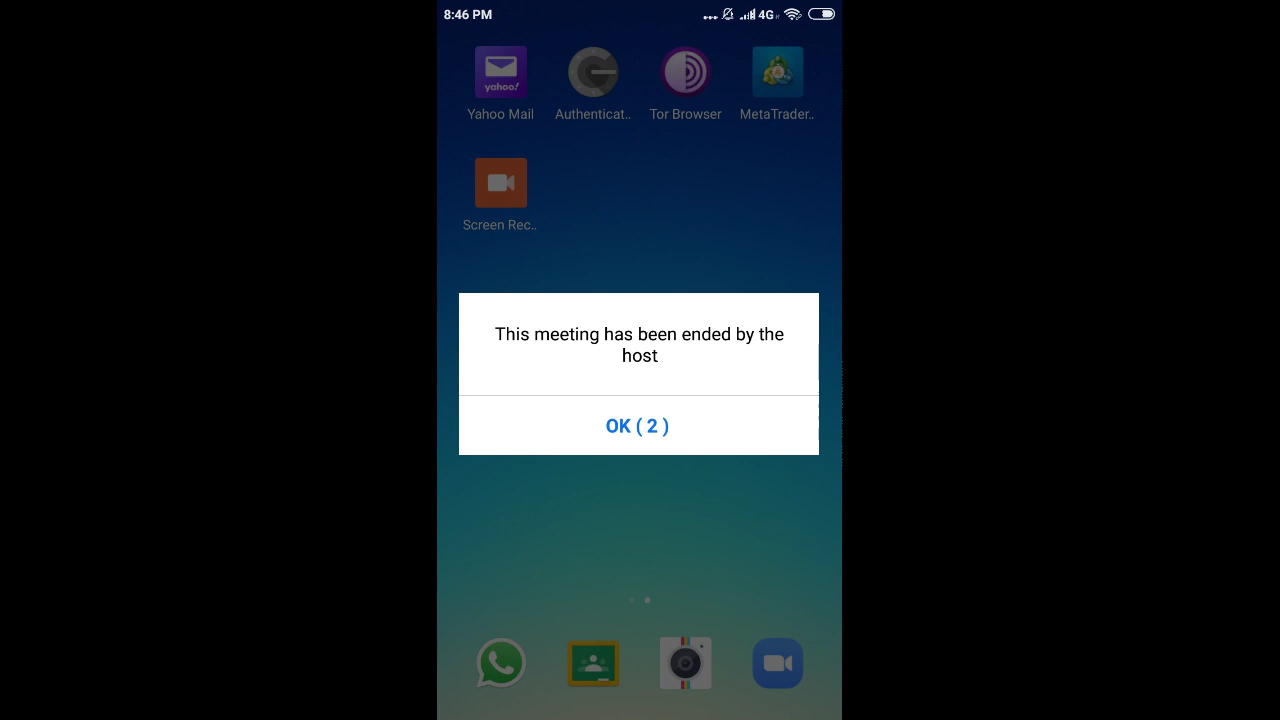 8:46 PM
4G
yahoo!
Yahoo Mail
Authenticat..
Tor Browser
MetaTrader..
Screen Rec..
This meeting has been ended by the
host
OK ( 2 )